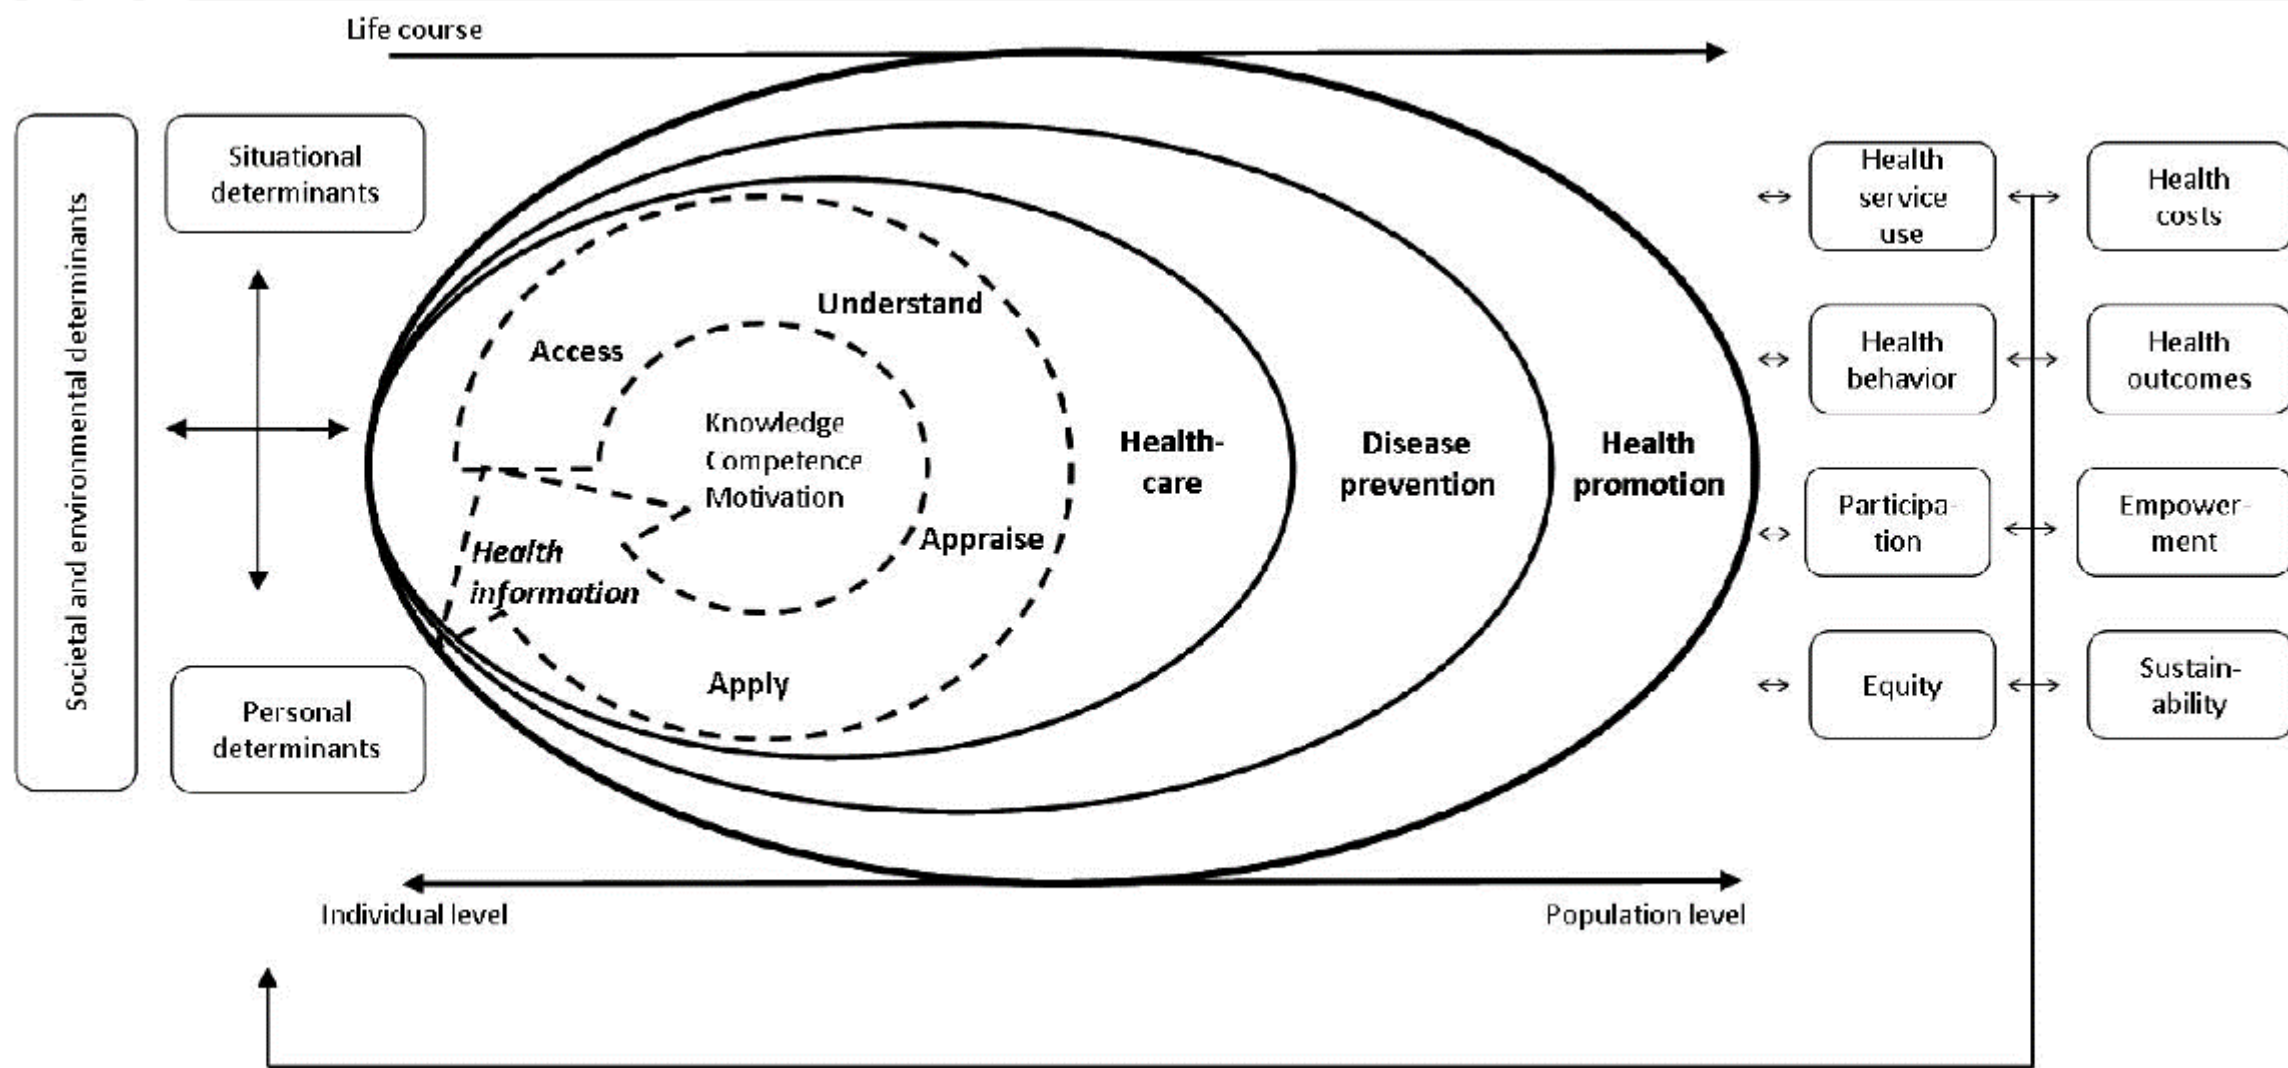 Life course
Societal and environmental determinants
Situational
determinants
Personal
determinants
Access
Understand
Appraise
Apply
Knowledge
Competence
Motivation
Health
information
Health-
care
Disease
prevention
Health
promotion
Individual level
Population level
Health
service
use
Health
costs
Health
behavior
Health
outcomes
Participa-
tion
Empower-
ment
Equity
Sustain-
ability